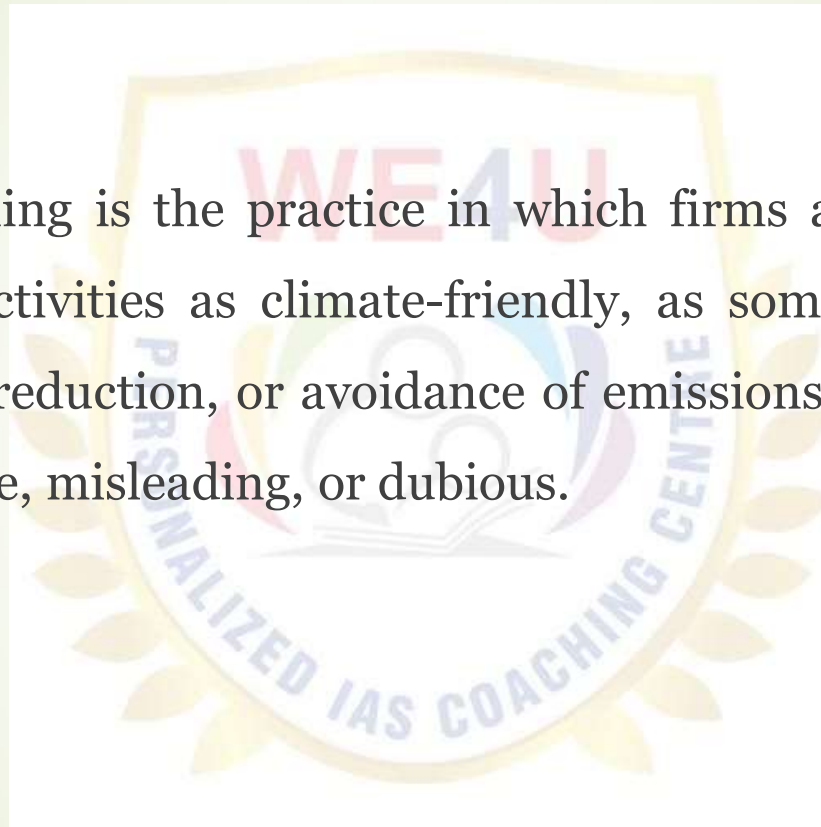 WE4U
ing is the practice in which firms a
ctivities as climate-friendly, as som
reduction, or avoidance of emissions
e, misleading, or dubious.
PARSONALIZED IAS COACHING CENTRE